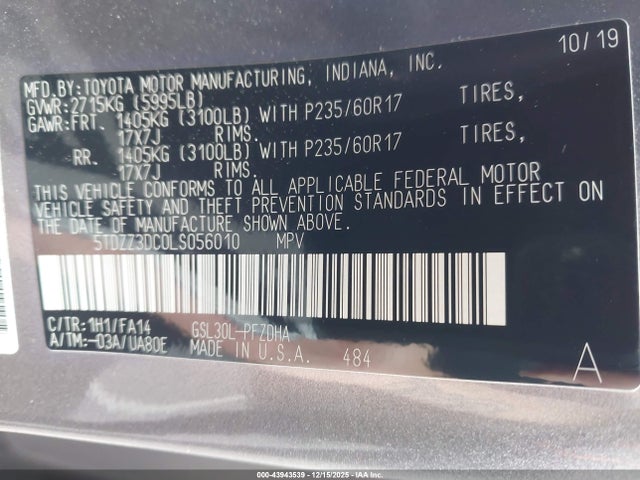 10/19
MFD.BY:TOYOTA MOTOR MANUFACTURING, INDIANA, INC.
GVWR:2715KG (5995LB)
GAWR:FRT. 1405KG (3100LB) WITH P235/60R17 TIRES,
17X7J RIMS.
RR. 1405KG (3100LB) WITH P235/60R17 TIRES,
17X7J RIMS.
THIS VEHICLE CONFORMS TO ALL APPLICABLE FEDERAL MOTOR
VEHICLE SAFETY AND THEFT PREVENTION STANDARDS IN EFFECT ON
THE DATE OF MANUFACTURE SHOWN ABOVE.
5TDZZ3DC0LS056010 MPV
C/TR:1H1/FA14 GSL30L-PFZDHA
A/TM:-03A/UA80E MADE IN U.S.A. 484
A
000-43943539 - 12/15/2025 - IAAI, Inc.